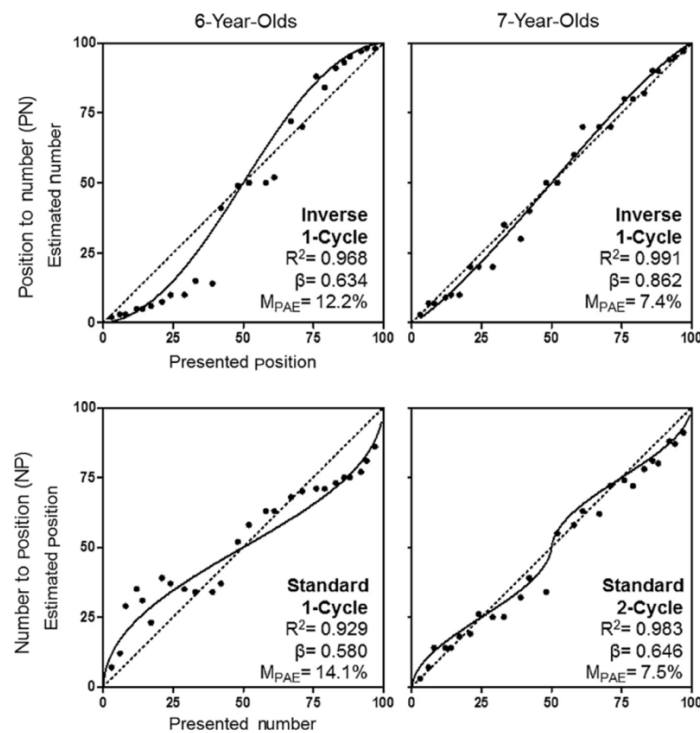 6-Year-Olds
7-Year-Olds
Position to number (PN)
Estimated number
100
75
50
25
0
0 25 50 75 100
Presented position
Inverse
1-Cycle
R²= 0.968
β= 0.634
M_PAE= 12.2%
0 25 50 75 100
Inverse
1-Cycle
R²= 0.991
β= 0.862
M_PAE= 7.4%
Number to position (NP)
Estimated position
100
75
50
25
0
0 25 50 75 100
Presented number
Standard
1-Cycle
R²= 0.929
β= 0.580
M_PAE= 14.1%
0 25 50 75 100
Standard
2-Cycle
R²= 0.983
β= 0.646
M_PAE= 7.5%